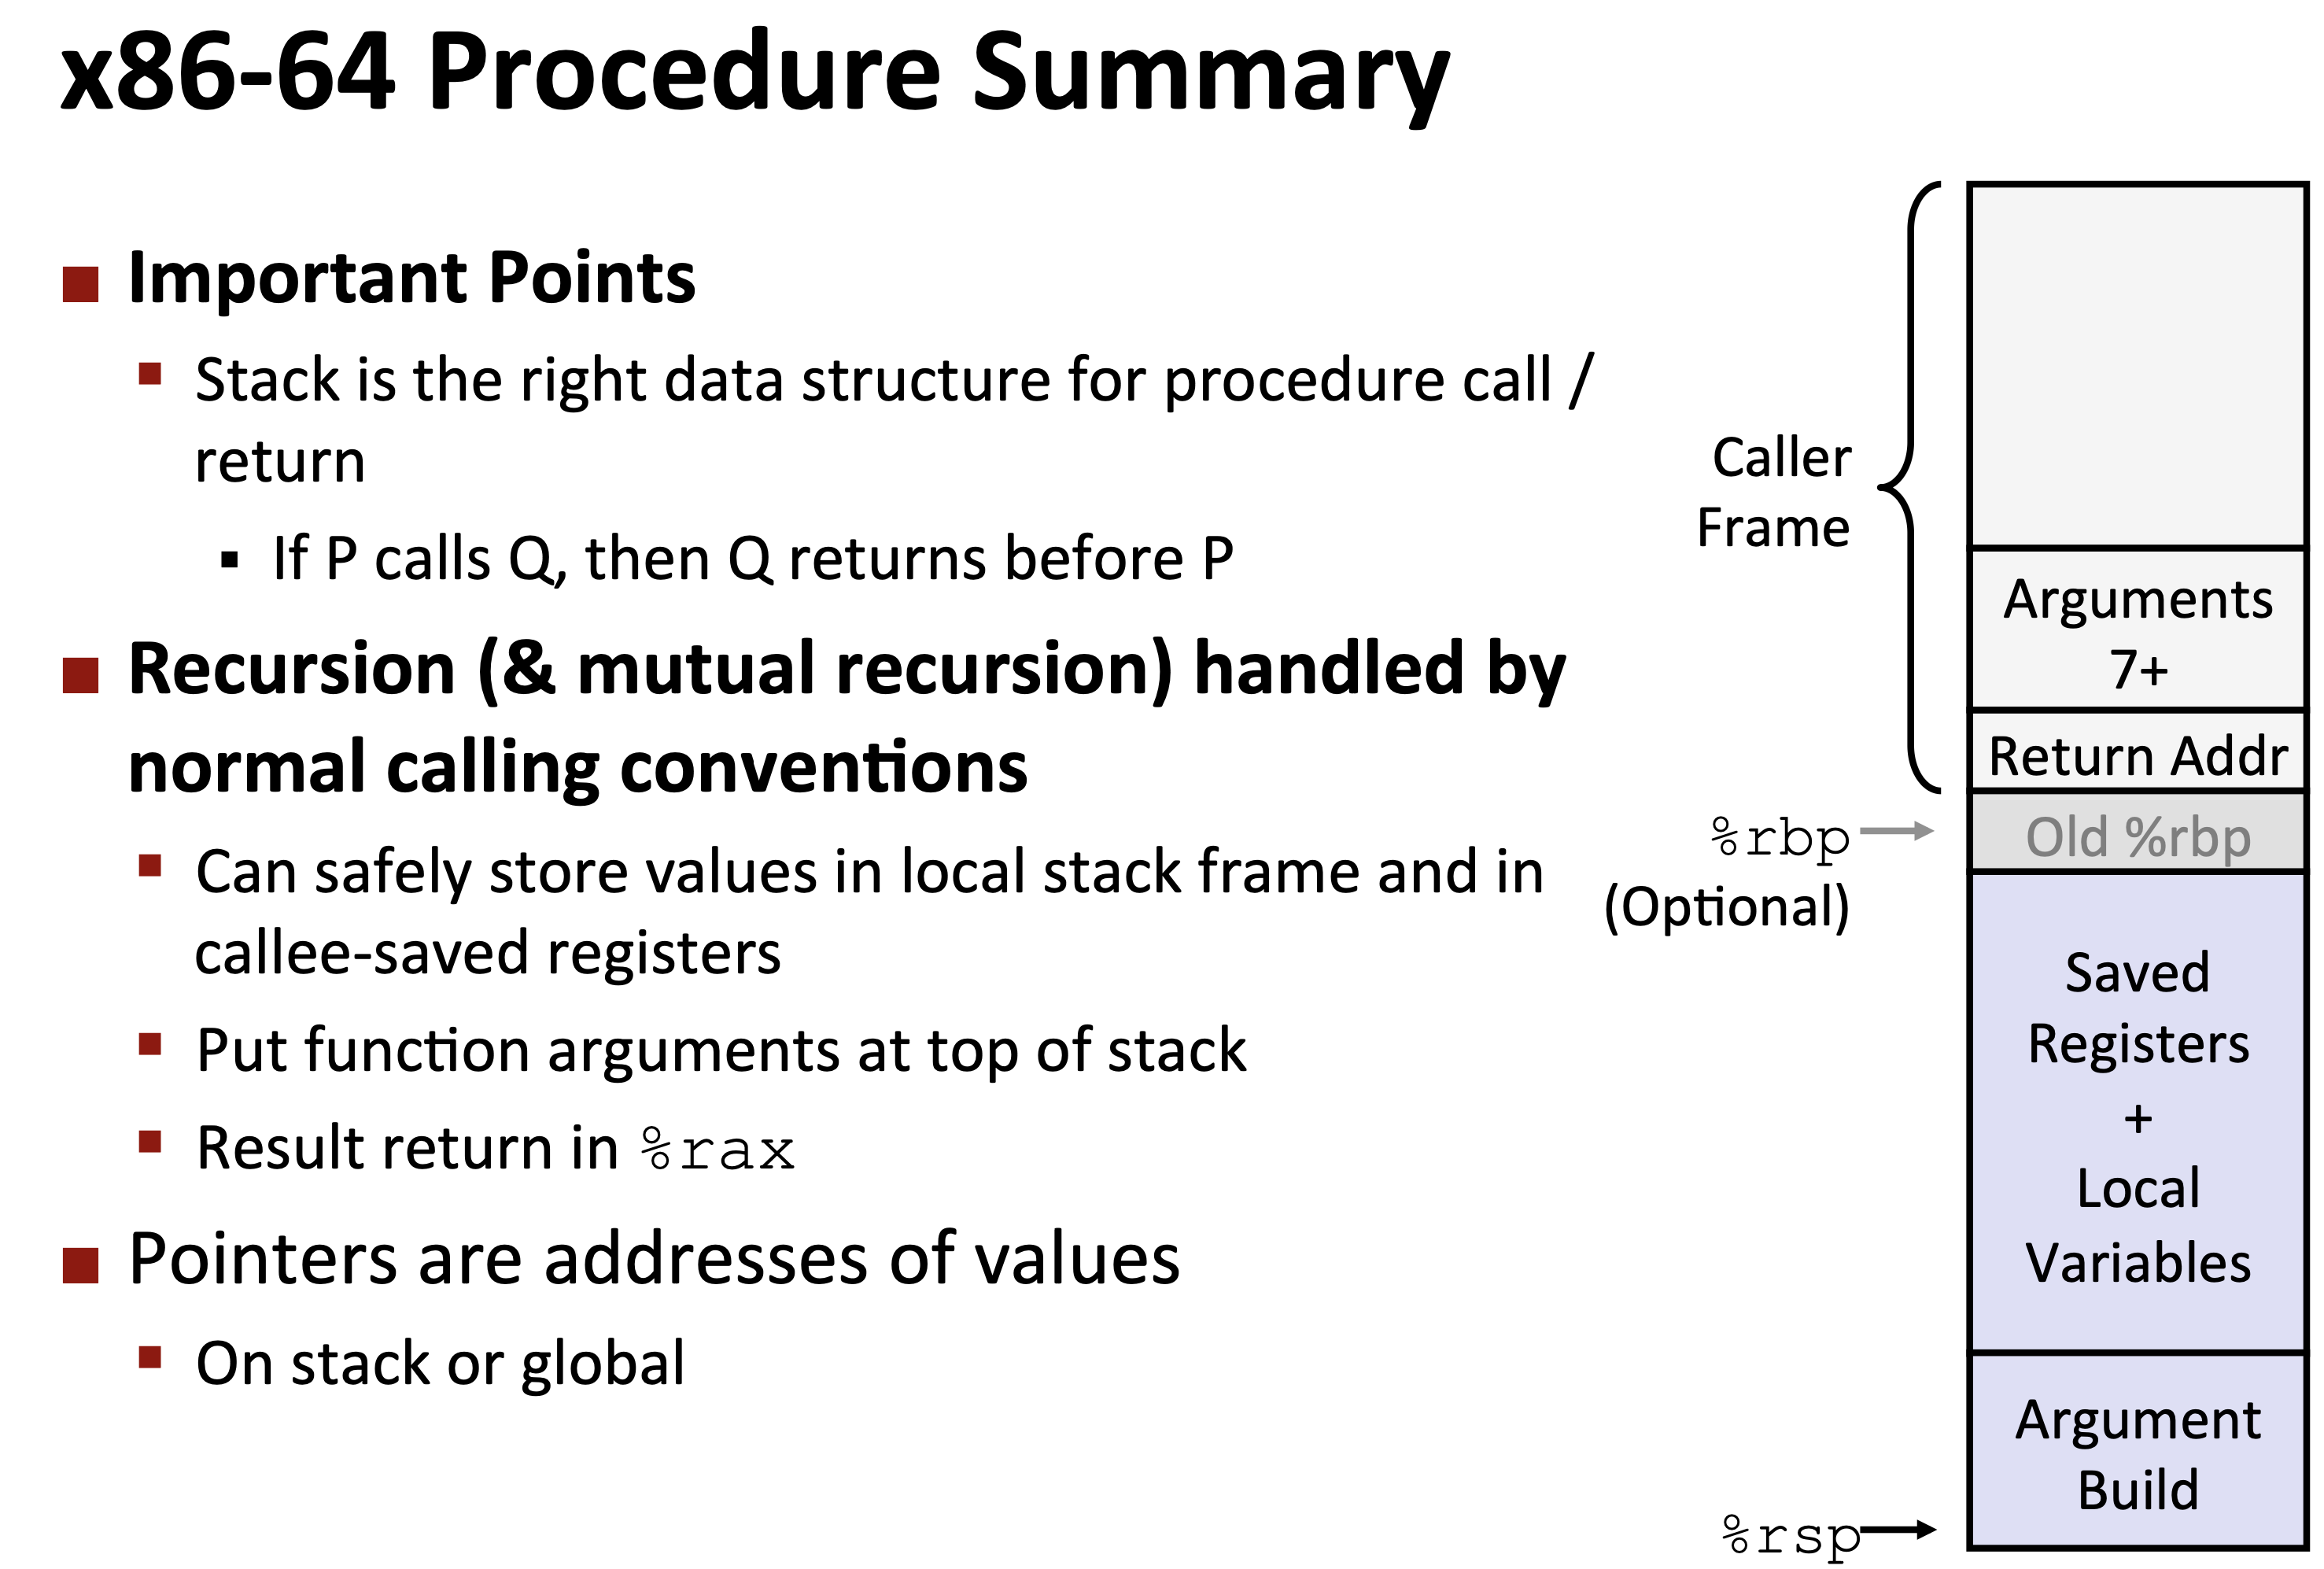 x86-64 Procedure Summary
Important Points
Stack is the right data structure for procedure call /
return
If P calls Q, then Q returns before P
Recursion (& mutual recursion) handled by
normal calling conventions
Can safely store values in local stack frame and in
callee-saved registers
Put function arguments at top of stack
Result return in %rax
Pointers are addresses of values
On stack or global
Caller
Frame
Arguments
7+
Return Addr
%rbp
(Optional)
Old %rbp
Saved
Registers
+
Local
Variables
Argument
Build
%rsp